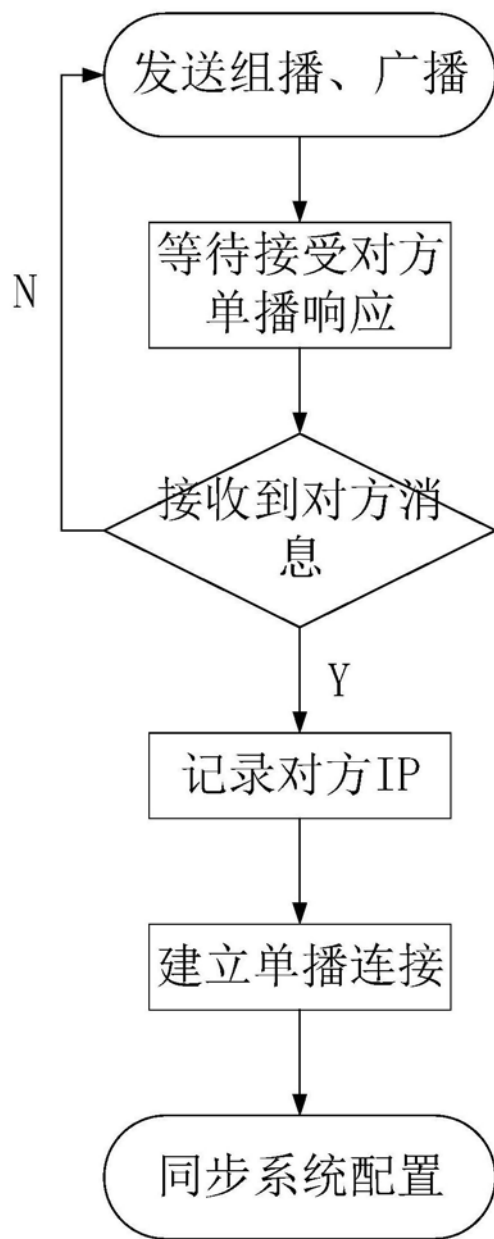 发送组播、广播
等待接受对方
单播响应
N
接收到对方消
息
Y
记录对方IP
建立单播连接
同步系统配置